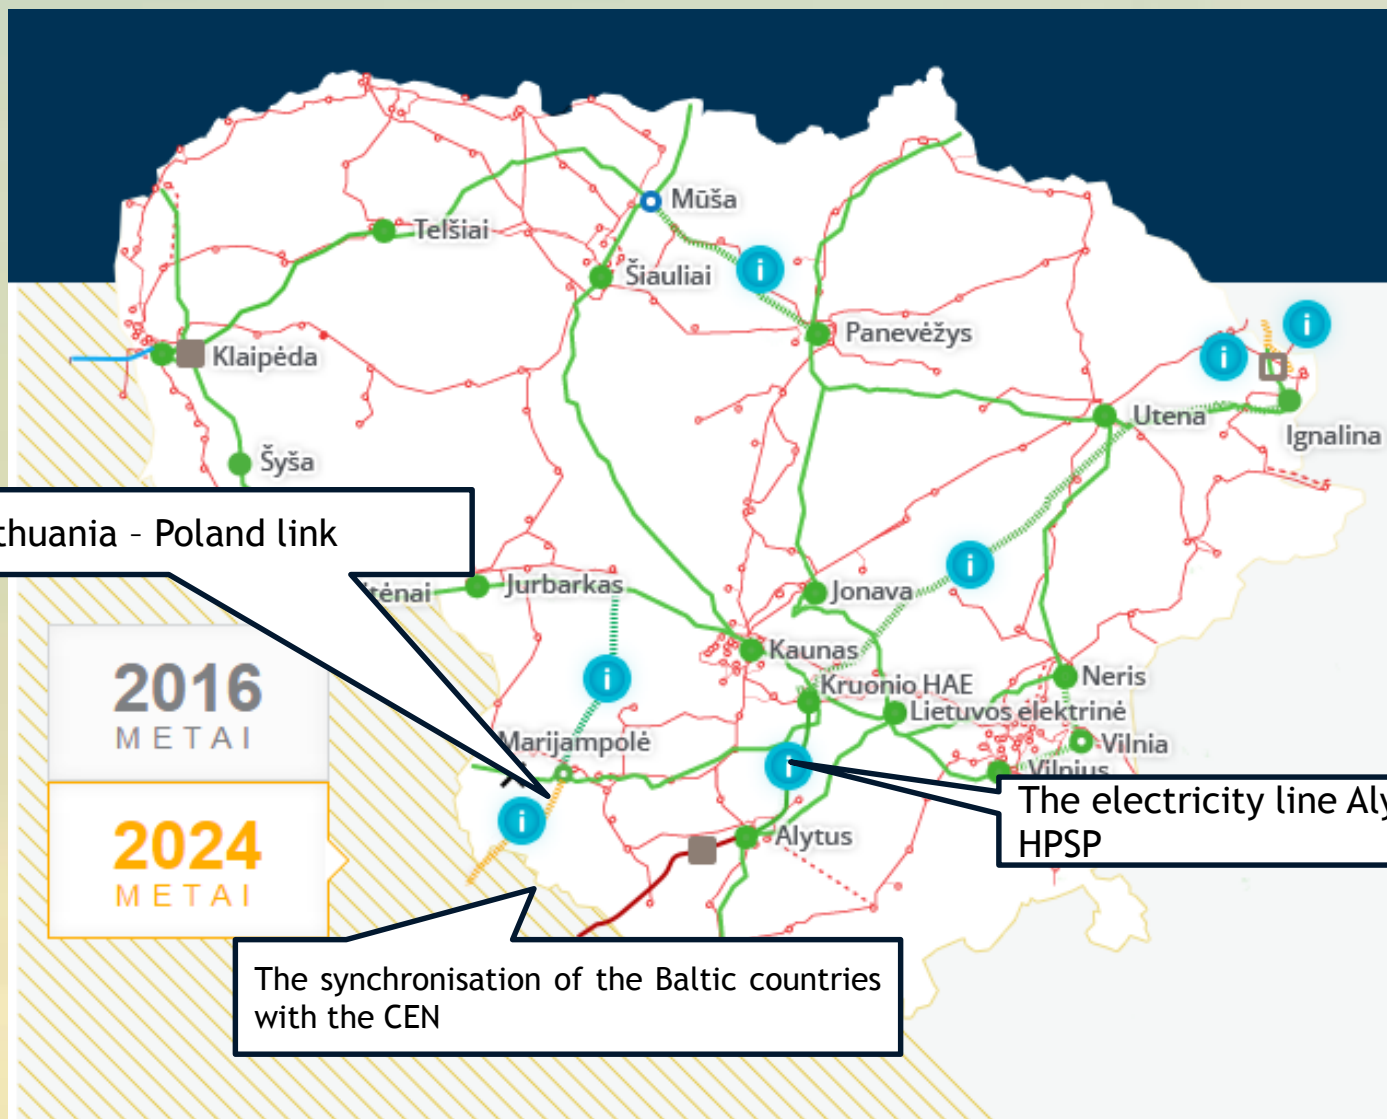 Mūša
Telšiai
Šiauliai
Panevėžys
Klaipėda
Utena
Ignalina
Šyša
thuania – Poland link
tėnai
Jurbarkas
Jonava
Kaunas
2016
METAI
Kruonio HAE
Neris
Lietuvos elektrinė
Marijampolė
Vilnia
Vilnius
The electricity line Aly
HPSP
2024
METAI
Alytus
The synchronisation of the Baltic countries
with the CEN